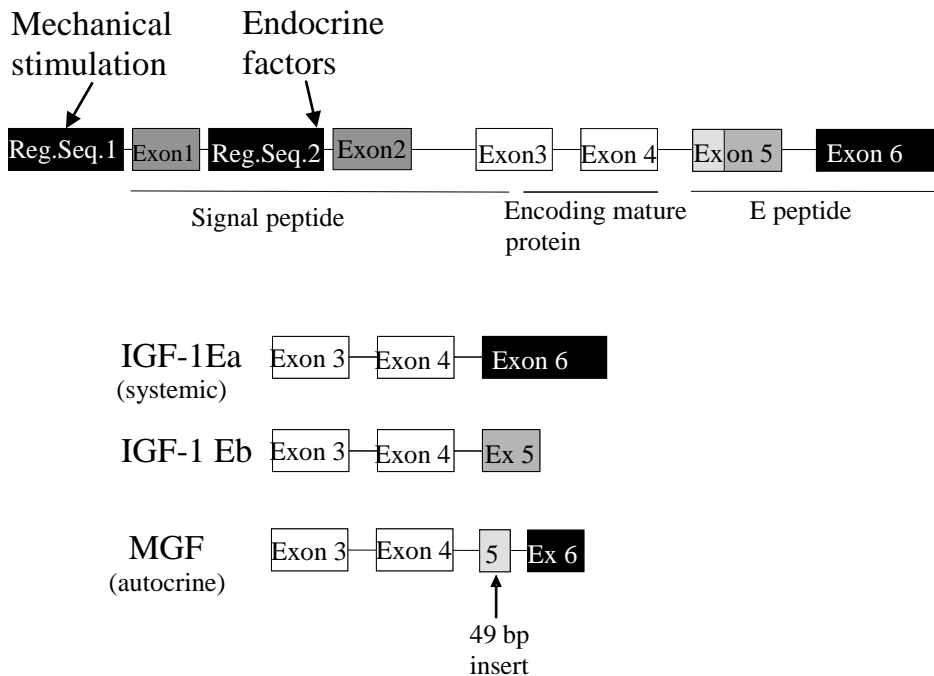 Mechanical
stimulation
Endocrine
factors
Reg.Seq.1 Exon1 Reg.Seq.2 Exon2 Exon3 Exon 4 Exon 5 Exon 6
Signal peptide
Encoding mature
protein
E peptide
IGF-1Ea
(systemic)
Exon 3 Exon 4 Exon 6
IGF-1 Eb
Exon 3 Exon 4 Ex 5
MGF
(autocrine)
Exon 3 Exon 4 5 Ex 6
49 bp
insert